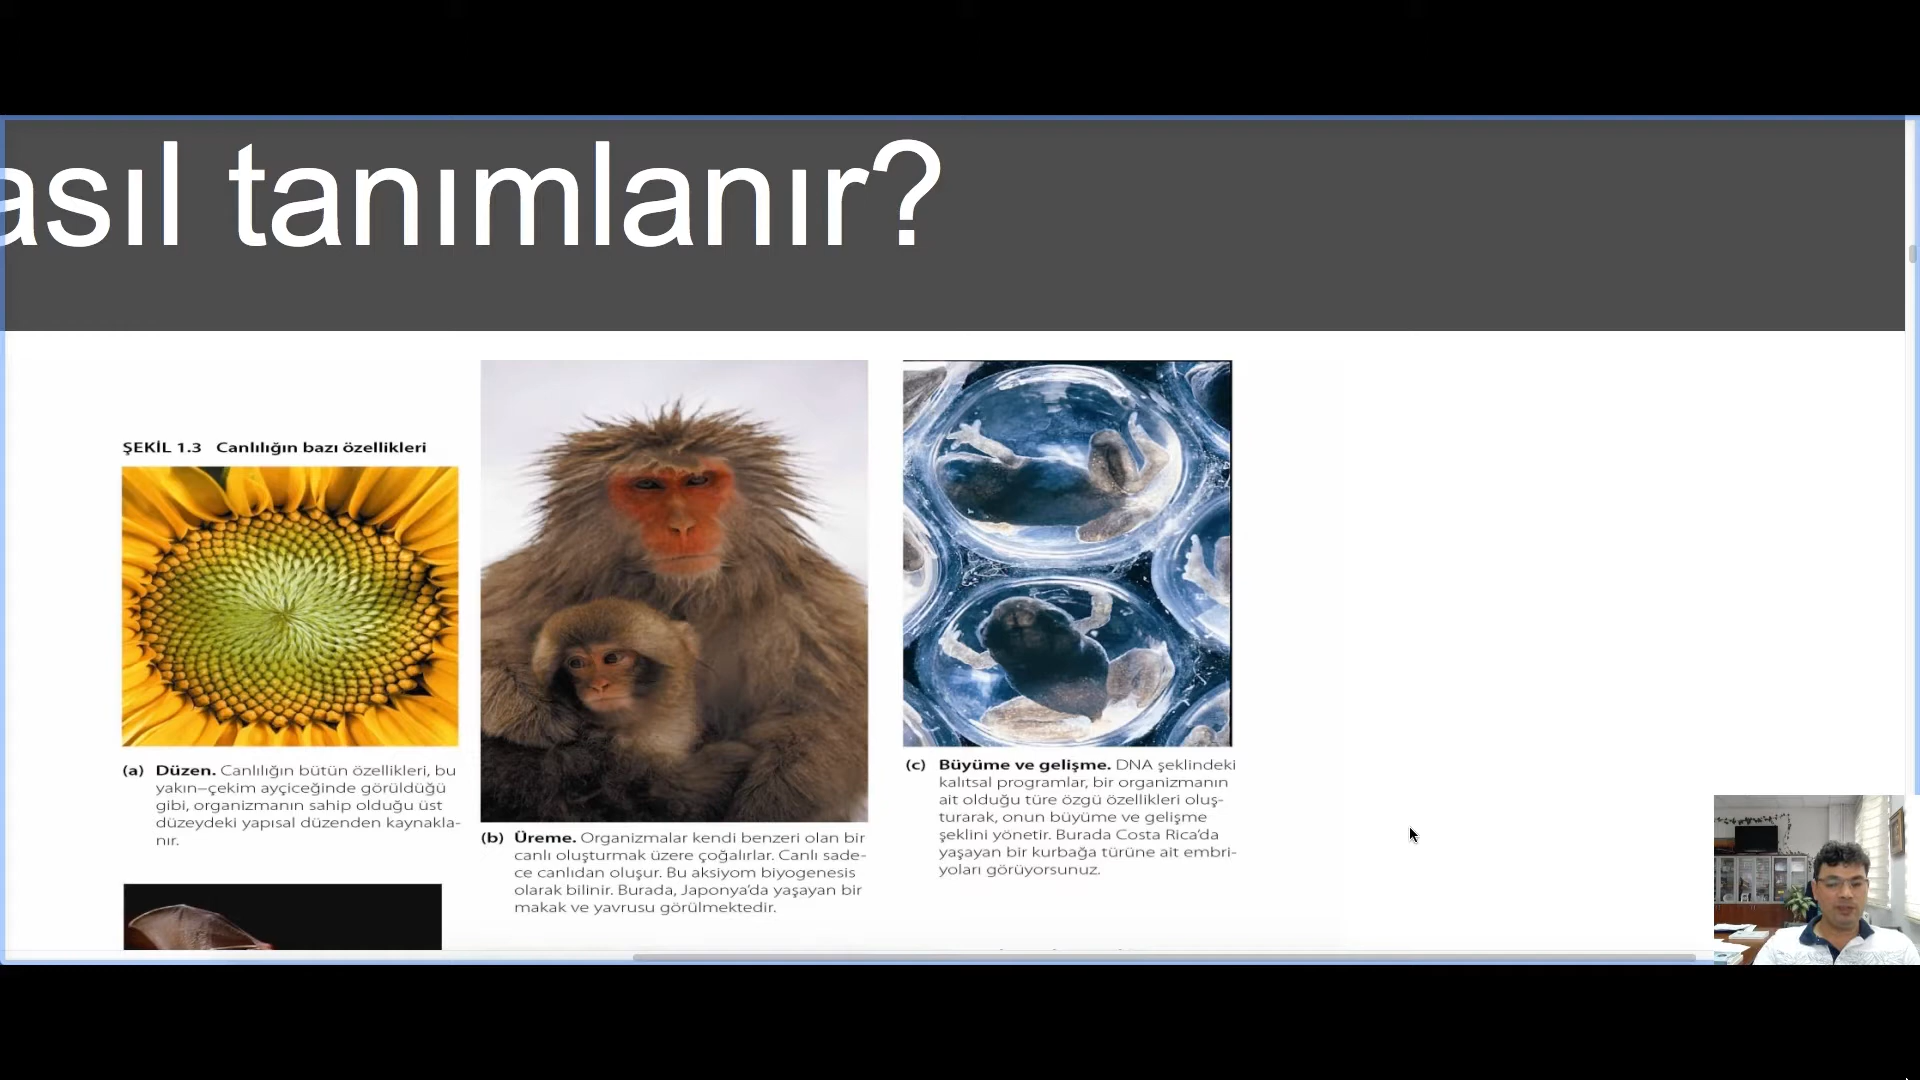 asıl tanımlanır?
ŞEKİL 1.3 Canlılığın bazı özellikleri
(a) Düzen. Canlılığın bütün özellikleri, bu
yakın–çekim ayçiceğinde görüldüğü
gibi, organizmanın sahip olduğu üst
düzeydeki yapısal düzenden kaynakla-
nır.
(b) Üreme. Organizmalar kendi benzeri olan bir
canlı oluşturmak üzere çoğalırlar. Canlı sade-
ce canlıdan oluşur. Bu aksiyom biyogenesis
olarak bilinir. Burada, Japonya’da yaşayan bir
makak ve yavrusu görülmektedir.
(c) Büyüme ve gelişme. DNA şeklindeki
kalıtsal programlar, bir organizmanın
ait olduğu türe özgü özellikleri oluş-
turarak, onun büyüme ve gelişme
şeklini yönetir. Burada Costa Rica’da
yaşayan bir kurbağa türüne ait embri-
yoları görüyorsunuz.